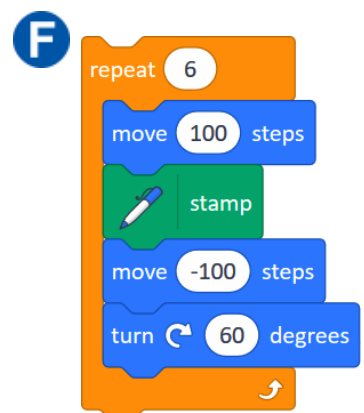 F
repeat 6
move 100 steps
stamp
move -100 steps
turn 60 degrees